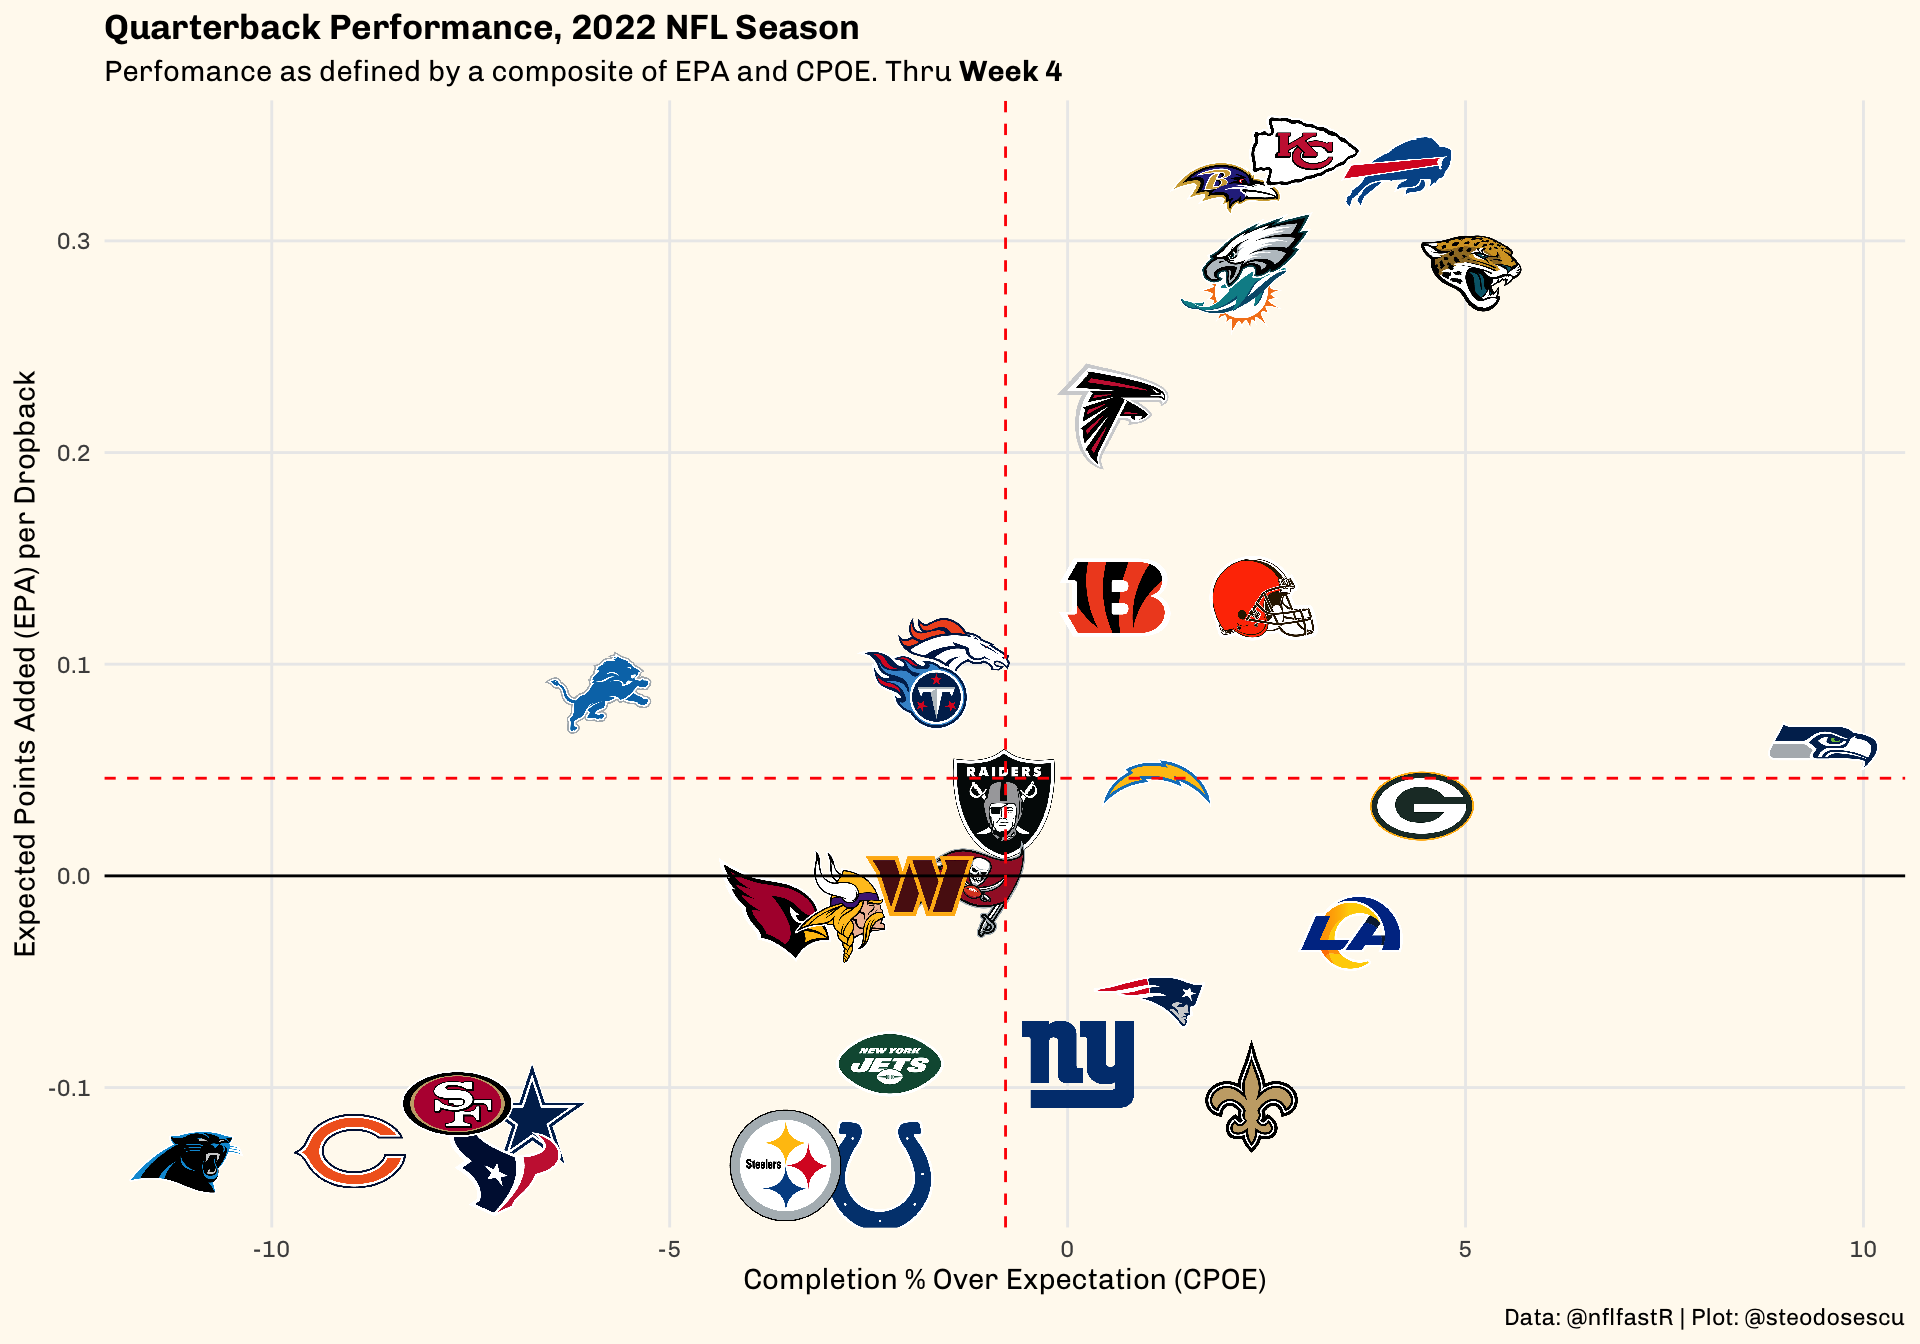 Quarterback Performance, 2022 NFL Season
Perfomance as defined by a composite of EPA and CPOE. Thru Week 4
Expected Points Added (EPA) per Dropback
0.3
0.2
0.1
0.0
-0.1
KC
B
B
T
RAIDERS
G
W
LA
NEW YORK
JETS
ny
SF
C
Steelers
-10
-5
0
5
10
Completion % Over Expectation (CPOE)
Data: @nflfastR | Plot: @steodosescu